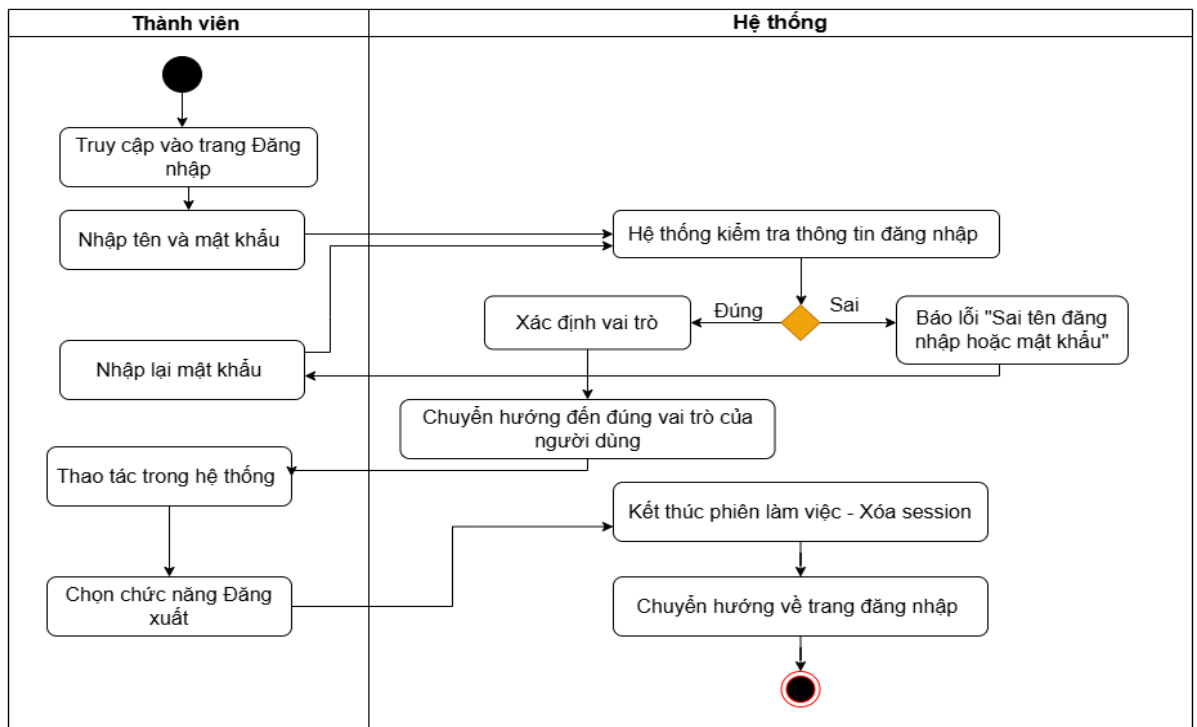 Thành viên
Hệ thống
Truy cập vào trang Đăng
nhập
Nhập tên và mật khẩu
Hệ thống kiểm tra thông tin đăng nhập
Đúng
Sai
Xác định vai trò
Báo lỗi "Sai tên đăng
nhập hoặc mật khẩu"
Nhập lại mật khẩu
Chuyển hướng đến đúng vai trò của
người dùng
Thao tác trong hệ thống
Kết thúc phiên làm việc - Xóa session
Chọn chức năng Đăng
xuất
Chuyển hướng về trang đăng nhập